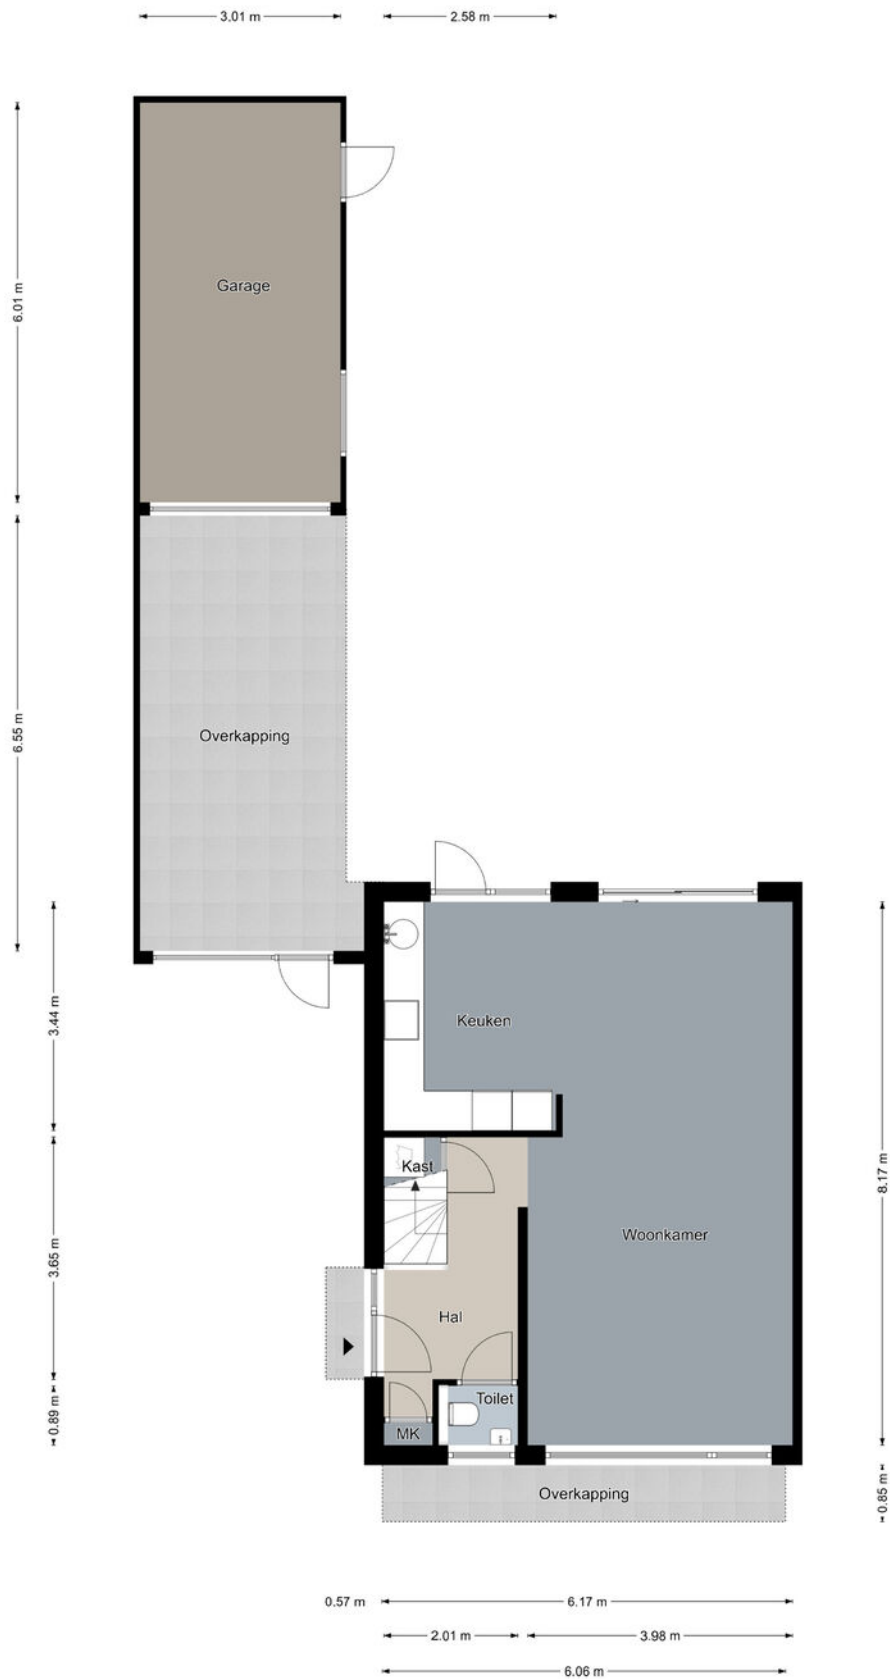 3.01 m
2.58 m
6.01 m
Garage
6.55 m
Overkapping
3.44 m
Keuken
8.17 m
Kast
3.65 m
Woonkamer
Hal
0.89 m
Toilet
MK
0.85 m
Overkapping
0.57 m
6.17 m
2.01 m
3.98 m
6.06 m